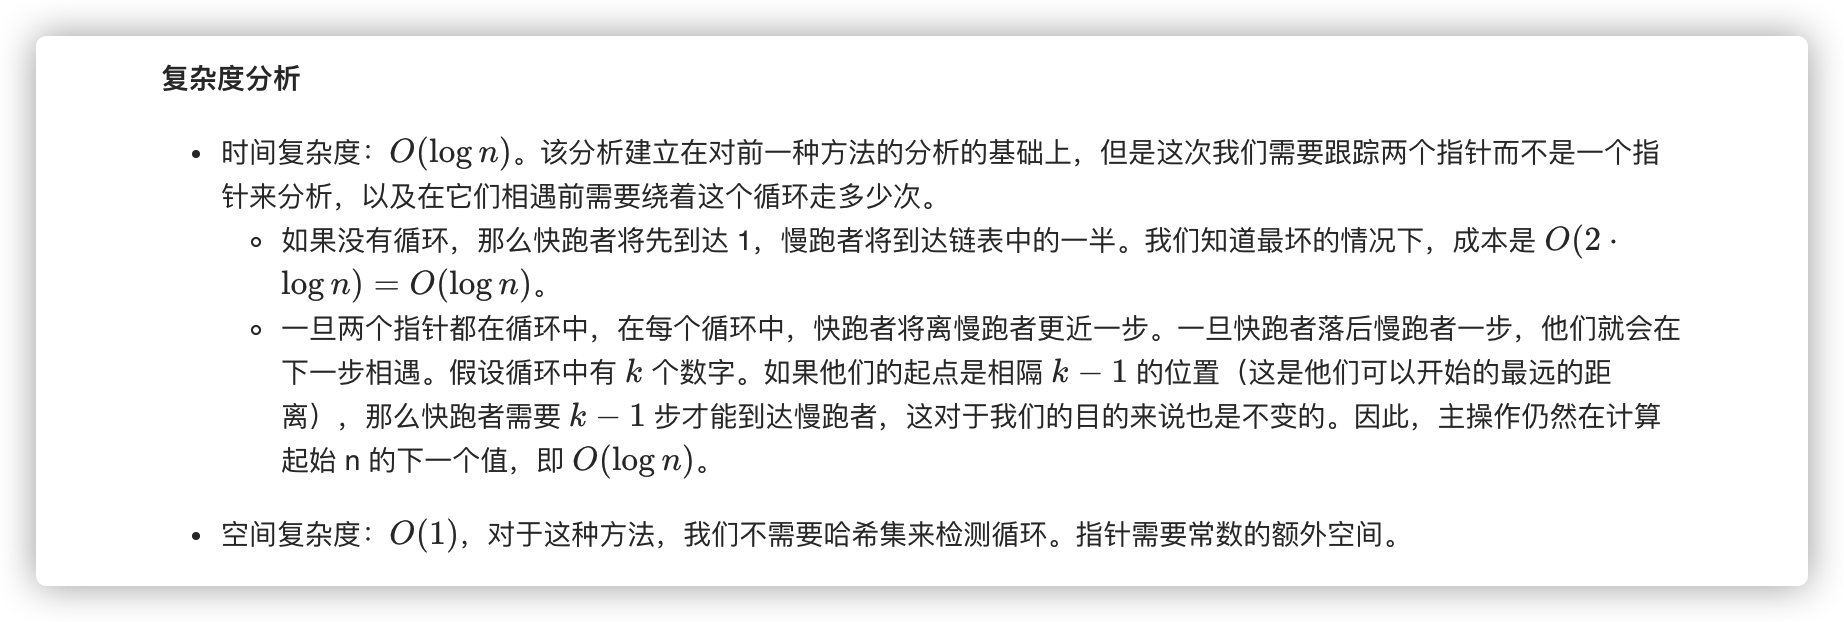 复杂度分析
时间复杂度：O(log n)。该分析建立在对前一种方法的分析的基础上，但是这次我们需要跟踪两个指针而不是一个指
针来分析，以及在它们相遇前需要绕着这个循环走多少次。
如果没有循环，那么快跑者将先到达 1，慢跑者将到达链表中的一半。我们知道最坏的情况下，成本是 O(2 ·
log n) = O(log n)。
一旦两个指针都在循环中，在每个循环中，快跑者将离慢跑者更近一步。一旦快跑者落后慢跑者一步，他们就会在
下一步相遇。假设循环中有 k 个数字。如果他们的起点是相隔 k − 1 的位置（这是他们可以开始的最远的距
离），那么快跑者需要 k − 1 步才能到达慢跑者，这对于我们的目的来说也是不变的。因此，主操作仍然在计算
起始 n 的下一个值，即 O(log n)。
空间复杂度：O(1)，对于这种方法，我们不需要哈希集来检测循环。指针需要常数的额外空间。